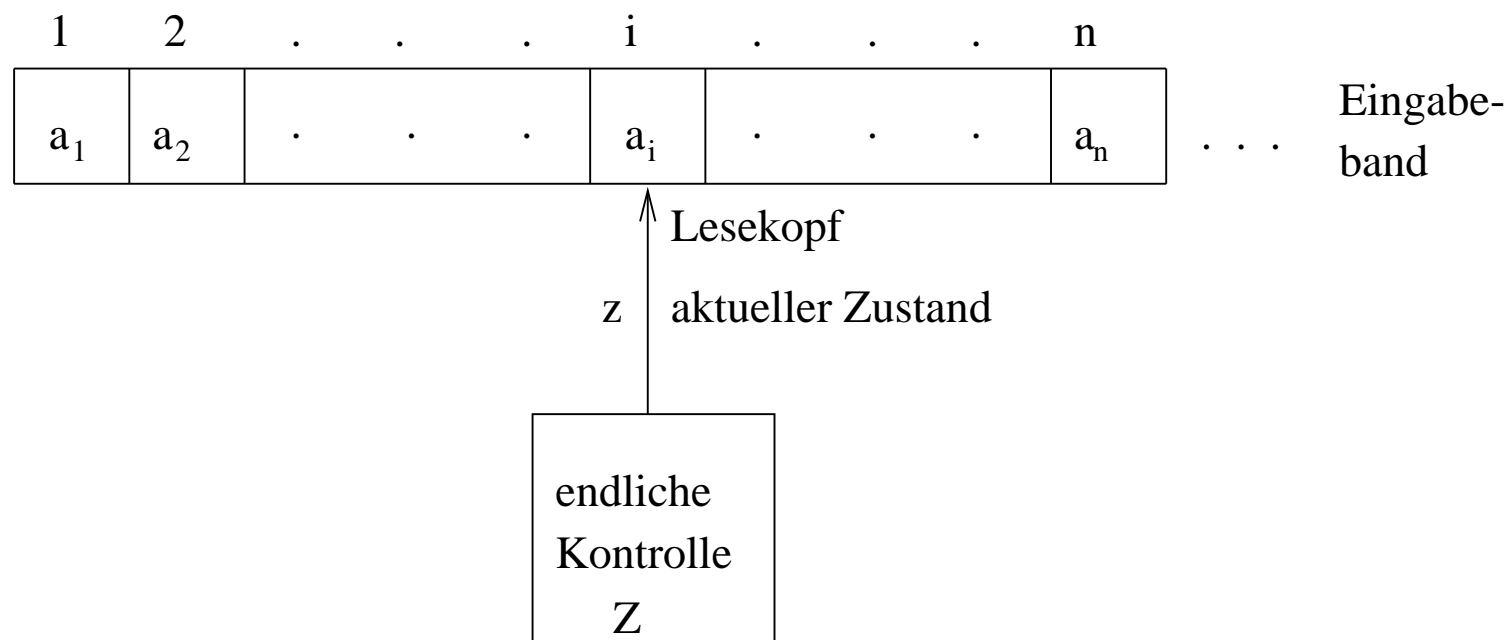 1 2 . . . i . . . n
a₁ a₂ . . . aᵢ . . . aₙ . . . Eingabe-
band
Lesekopf
z aktueller Zustand
endliche
Kontrolle
Z